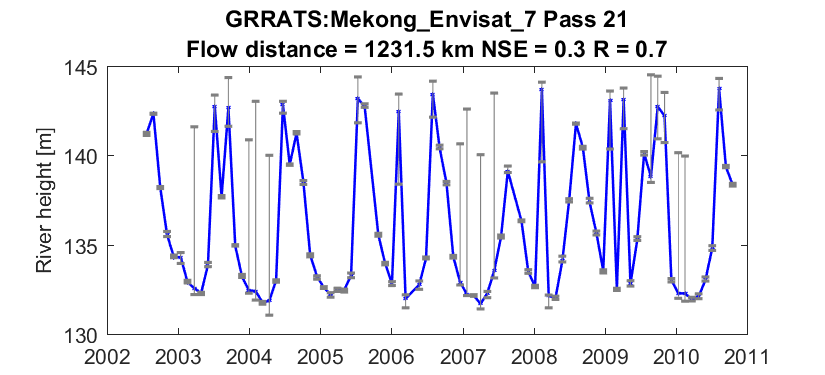 GRRATS:Mekong_Envisat_7 Pass 21
Flow distance = 1231.5 km NSE = 0.3 R = 0.7
River height [m]
145
140
135
130
2002 2003 2004 2005 2006 2007 2008 2009 2010 2011